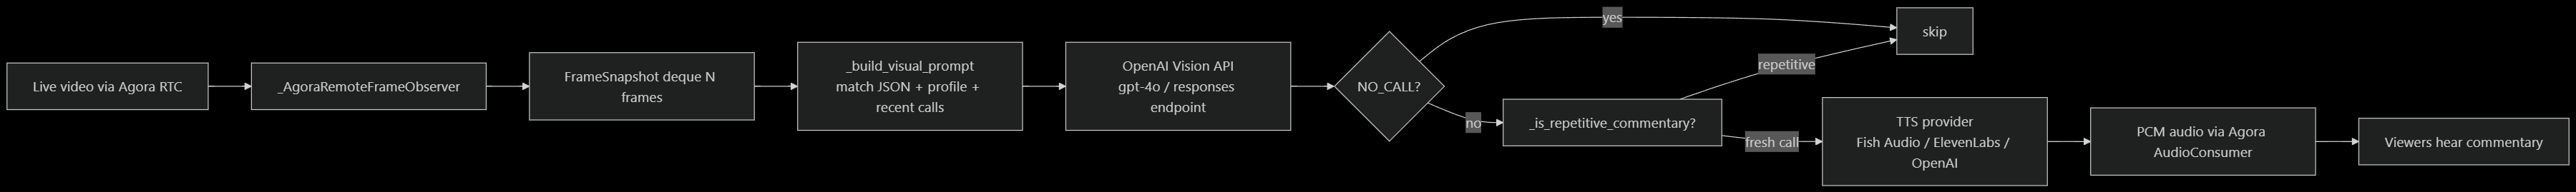 Live video via Agora RTC
_AgoraRemoteFrameObserver
FrameSnapshot deque N
frames
_build_visual_prompt
match JSON + profile +
recent calls
OpenAI Vision API
gpt-4o / responses
endpoint
NO_CALL?
yes
no
_is_repetitive_commentary?
repetitive
skip
fresh call
TTS provider
Fish Audio / ElevenLabs /
OpenAI
PCM audio via Agora
AudioConsumer
Viewers hear commentary